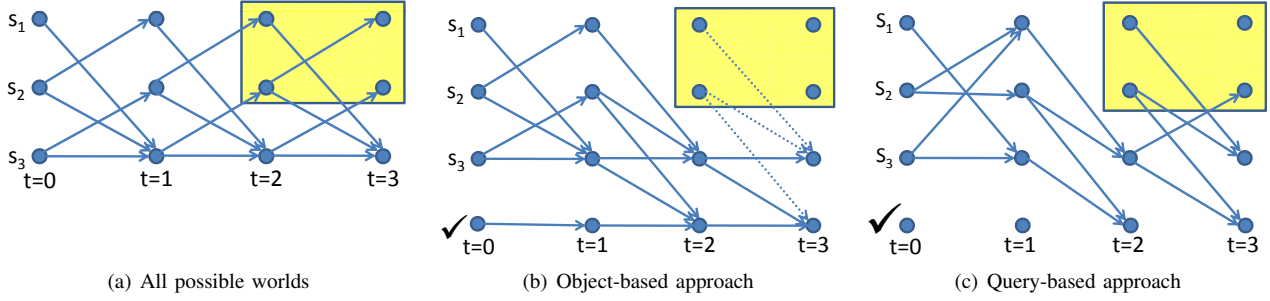 s1
s2
s3
t=0 t=1 t=2 t=3
(a) All possible worlds
s1
s2
s3
✓
t=0 t=1 t=2 t=3
(b) Object-based approach
s1
s2
s3
✓
t=0 t=1 t=2 t=3
(c) Query-based approach